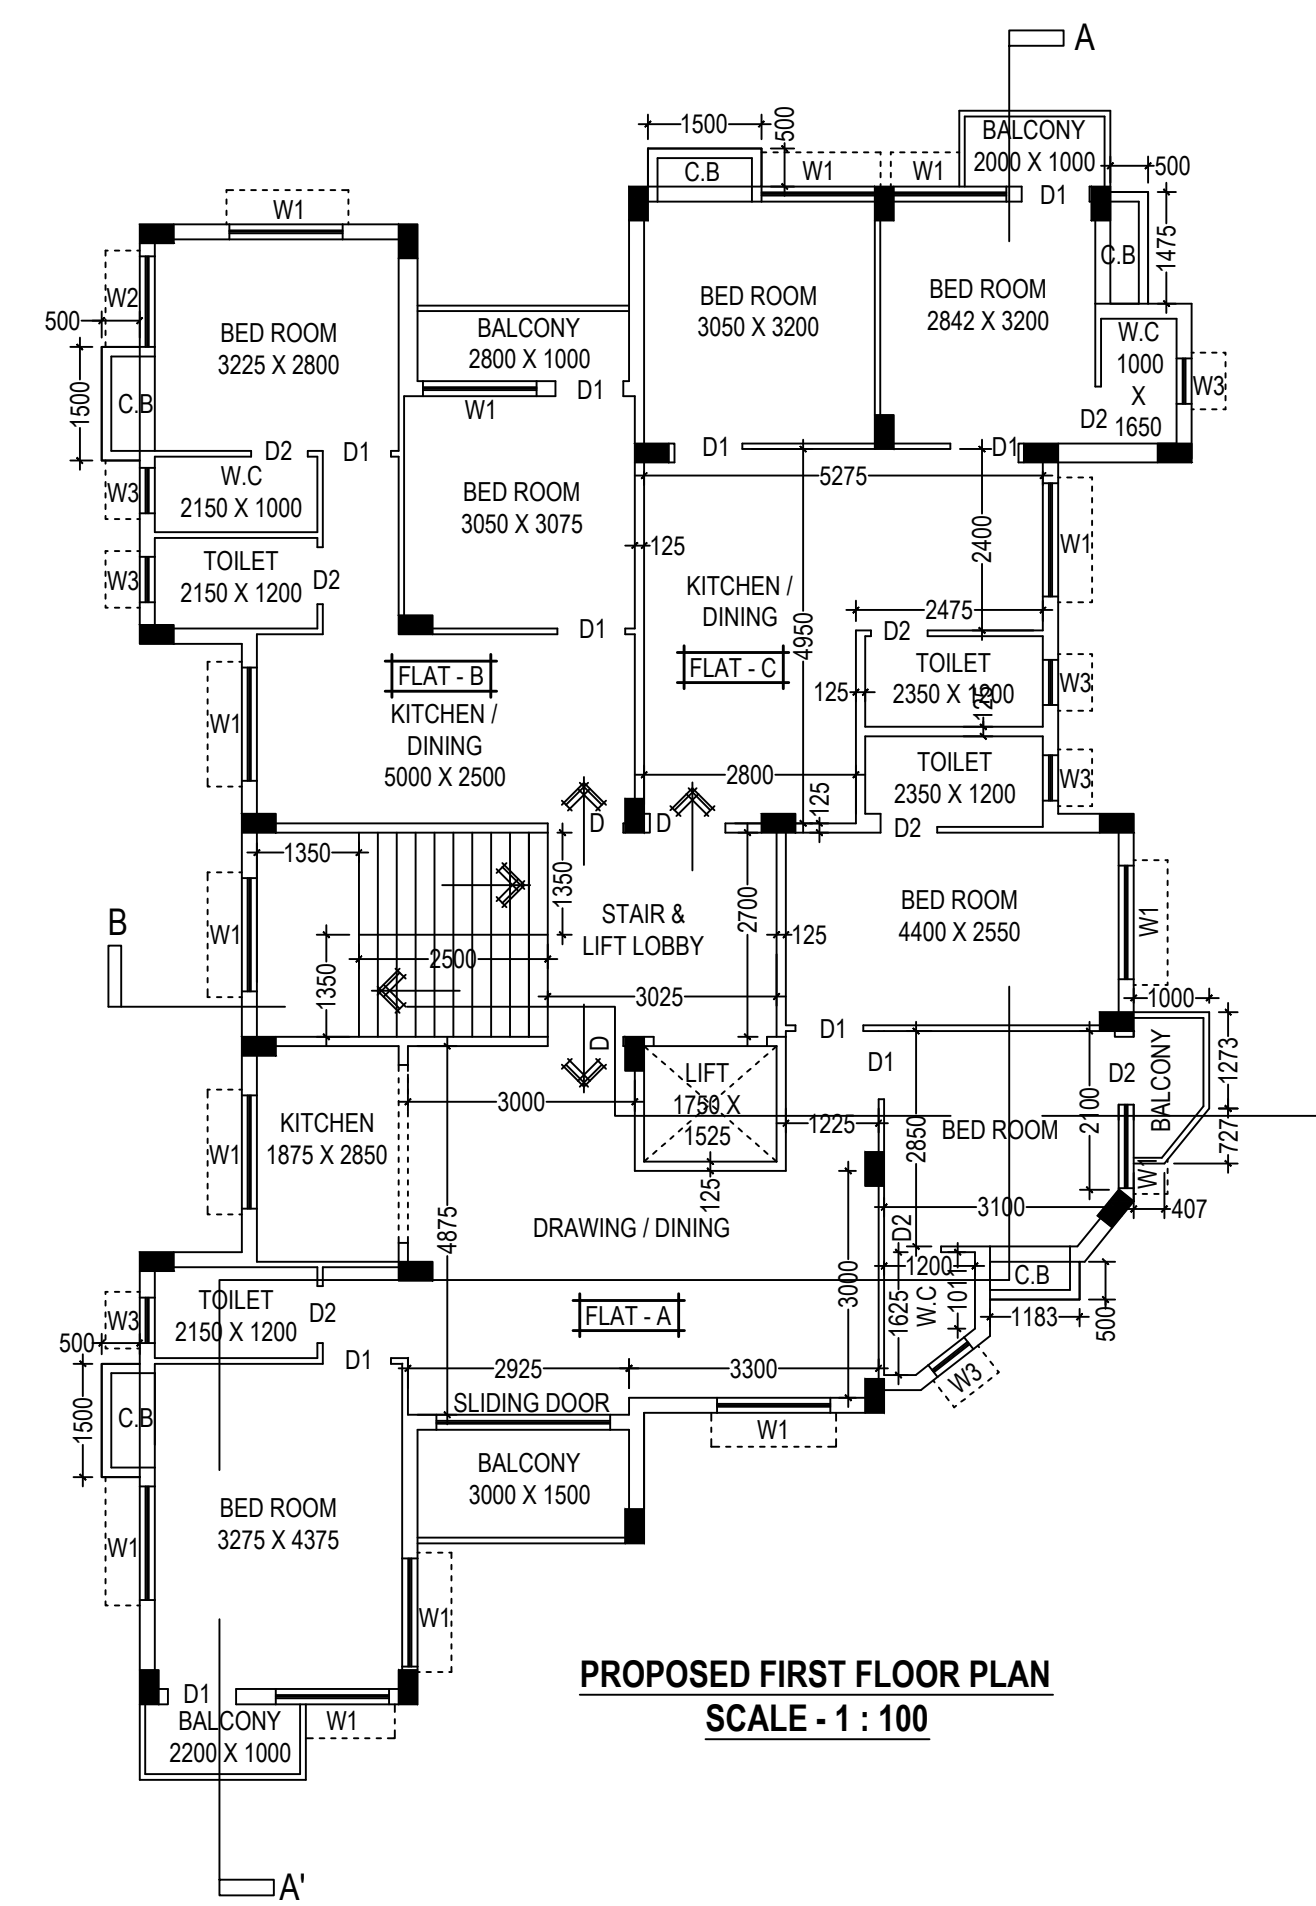 A
1500
500
BALCONY
2000 X 1000
C.B
W1
W1
500
D1
W1
C.B
1475
W2
500
BED ROOM
3225 X 2800
BALCONY
2800 X 1000
BED ROOM
3050 X 3200
BED ROOM
2842 X 3200
W.C
1000
X
1650
W3
1500
C.B
W1
D1
D2
D2
D1
D1
D1
W.C
2150 X 1000
W3
BED ROOM
3050 X 3075
5275
2400
W1
125
TOILET
2150 X 1200
W3
D2
KITCHEN /
DINING
2475
4950
D1
D2
FLAT - B
FLAT - C
TOILET
2350 X 1200
W3
125
125
W1
KITCHEN /
DINING
5000 X 2500
2800
TOILET
2350 X 1200
W3
125
D
D
D2
1350
1350
2700
BED ROOM
4400 X 2550
W1
B
W1
STAIR &
LIFT LOBBY
125
2500
1350
3025
1000
D1
D
D1
D2
BALCONY
1273
LIFT
1750 X
1525
3000
1225
2850
2100
KITCHEN
1875 X 2850
W1
BED ROOM
727
W1
125
3100
407
4875
DRAWING / DINING
D2
1200
C.B
3000
1625
W.C
1011
1183
500
TOILET
2150 X 1200
W3
D2
FLAT - A
500
D1
2925
3300
W3
1500
C.B
SLIDING DOOR
W1
BALCONY
3000 X 1500
BED ROOM
3275 X 4375
W1
W1
PROPOSED FIRST FLOOR PLAN
SCALE - 1 : 100
D1
BALCONY
2200 X 1000
W1
A'